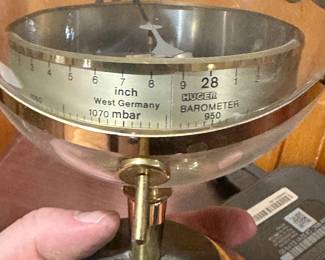 3 4 5 6 7 8 9 28 1 2
inch
West Germany
1070 mbar
HUGER
BAROMETER
950